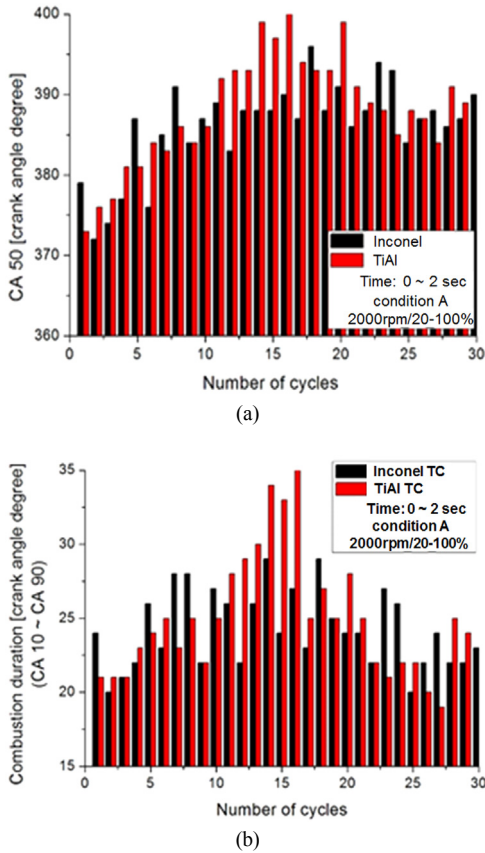 400
390
380
370
360
CA 50 [crank angle degree]
Inconel
TiAl
Time: 0 ~ 2 sec
condition A
2000rpm/20-100%
0 5 10 15 20 25 30
Number of cycles
(a)
35
30
25
20
15
Combustion duration [crank angle degree]
(CA 10 ~ CA 90)
Inconel TC
TiAl TC
Time: 0 ~ 2 sec
condition A
2000rpm/20-100%
0 5 10 15 20 25 30
Number of cycles
(b)